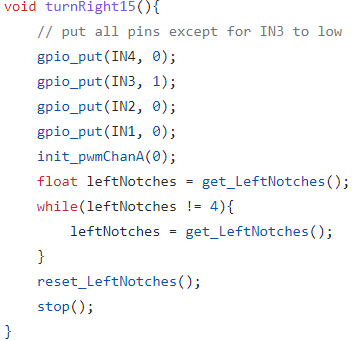 void turnRight15(){
    // put all pins except for IN3 to low
    gpio_put(IN4, 0);
    gpio_put(IN3, 1);
    gpio_put(IN2, 0);
    gpio_put(IN1, 0);
    init_pwmChanA(0);
    float leftNotches = get_LeftNotches();
    while(leftNotches != 4){
        leftNotches = get_LeftNotches();
    }
    reset_LeftNotches();
    stop();
}